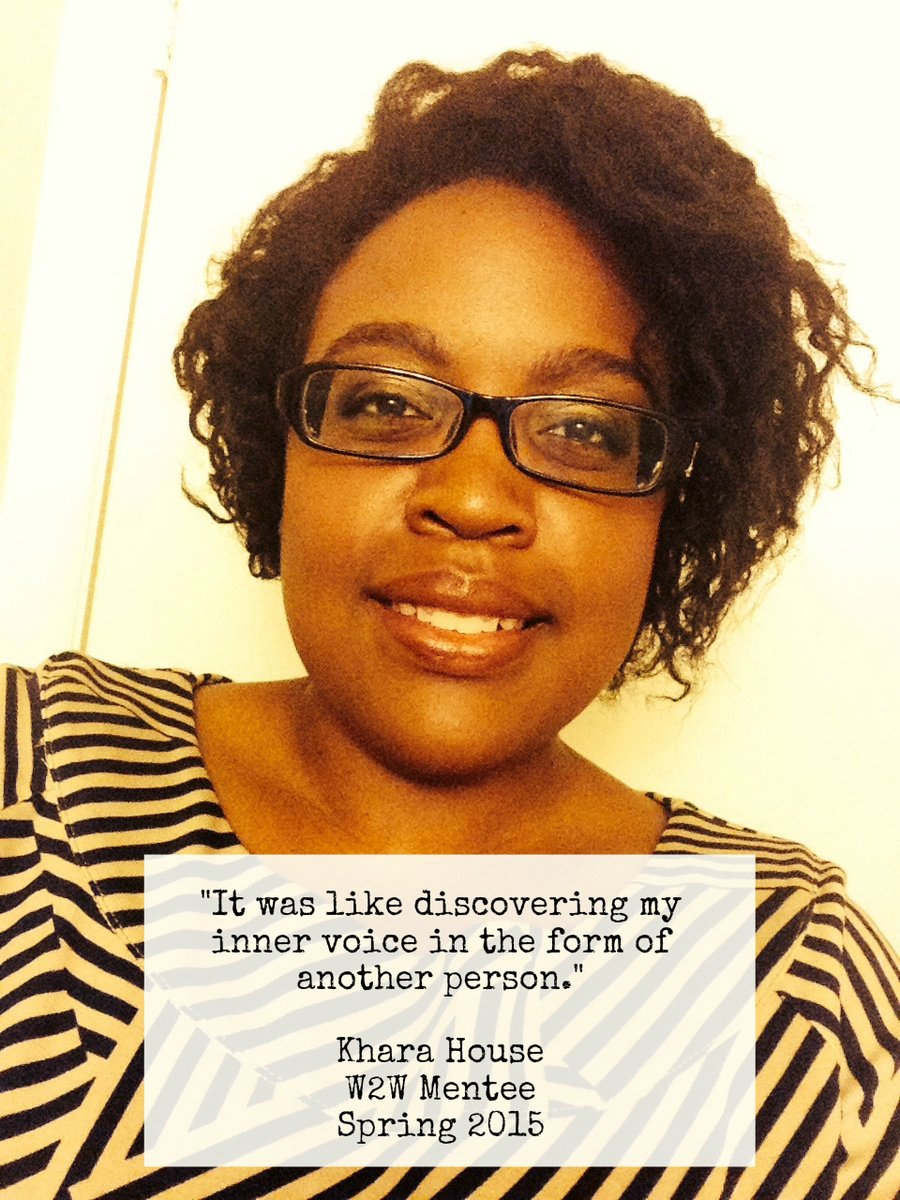 "It was like discovering my
inner voice in the form of
another person."
Khara House
W2W Mentee
Spring 2015